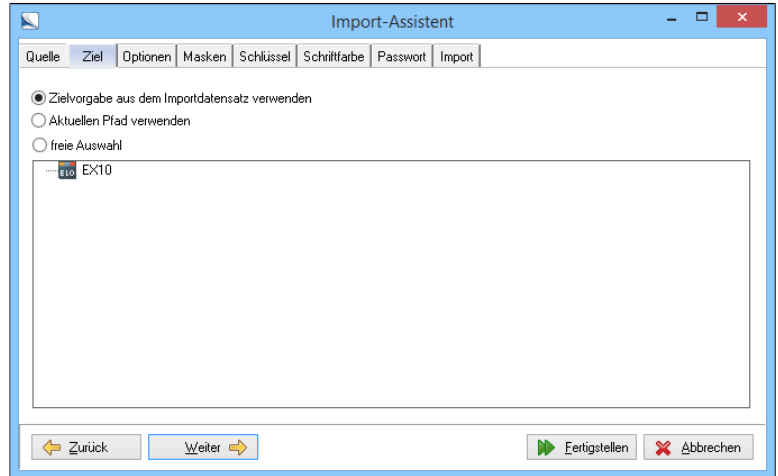 Import-Assistent
Quelle Ziel Optionen Masken Schlüssel Schriftfarbe Passwort Import
Zielvorgabe aus dem Importdatensatz verwenden
Aktuellen Pfad verwenden
freie Auswahl
ELO EX10
Zurück Weiter Fertigstellen Abbrechen